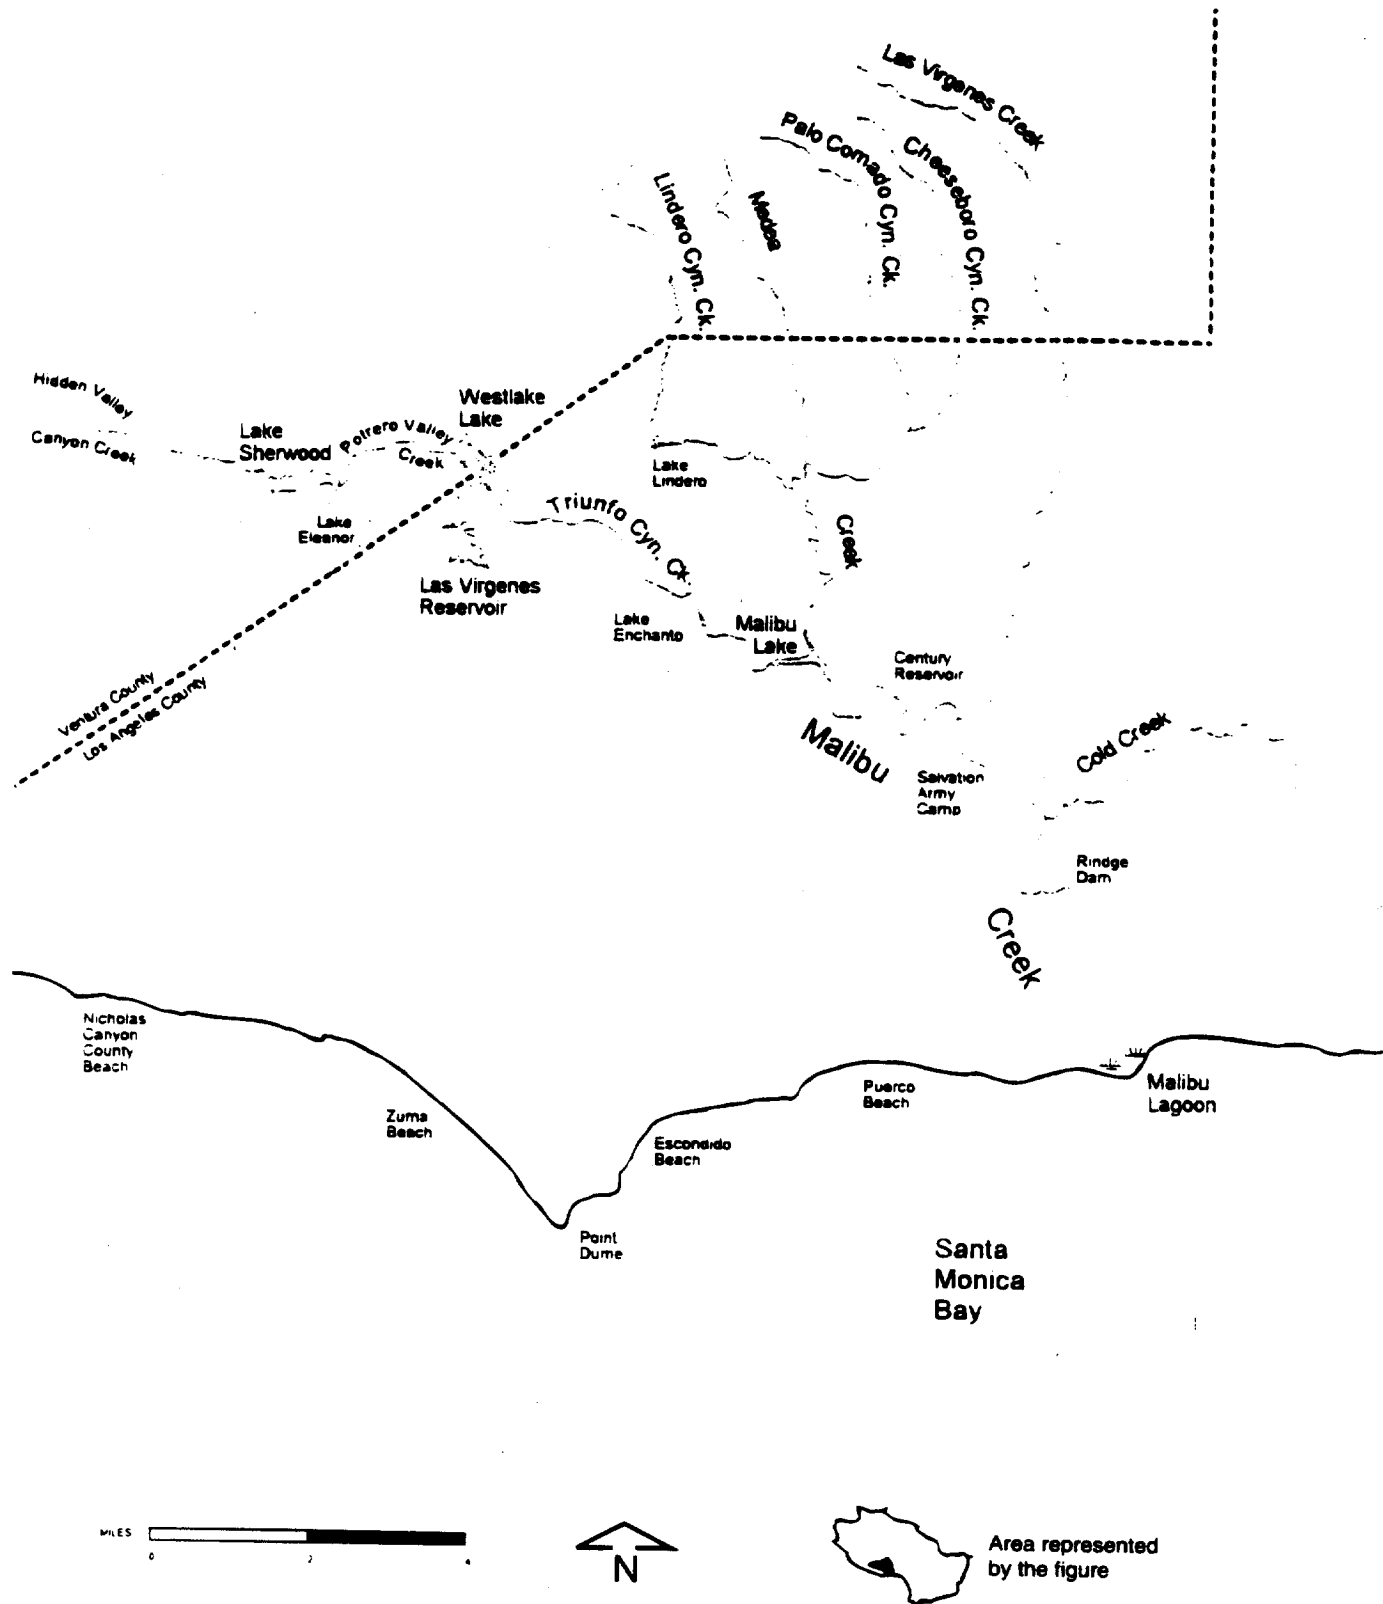 Las Virgenes Creek
Palo Comado Cyn. Ck.
Cheeseboro Cyn. Ck.
Lindero Cyn. Ck.
Medea
Hidden Valley
Canyon Creek
Lake
Sherwood
Potrero Valley
Creek
Westlake
Lake
Lake
Lindero
Triunfo Cyn. Ck.
Creek
Lake
Eleanor
Las Virgenes
Reservoir
Lake
Enchanto
Malibu
Lake
Century
Reservoir
Ventura County
Los Angeles County
Malibu
Cold Creek
Salvation
Army
Camp
Rindge
Dam
Creek
Nicholas
Canyon
County
Beach
Zuma
Beach
Puerco
Beach
Malibu
Lagoon
Escondido
Beach
Point
Dume
Santa
Monica
Bay
MILES
0 2 4
N
Area represented
by the figure